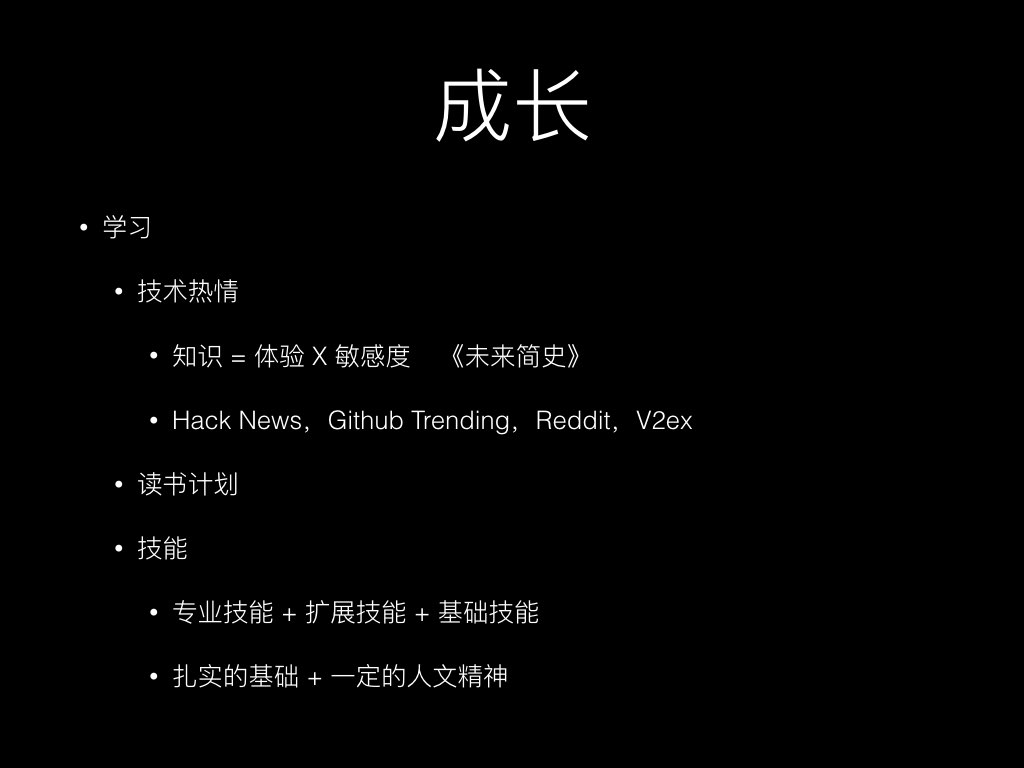 成长
• 学习
• 技术热情
• 知识 = 体验 X 敏感度 《未来简史》
• Hack News，Github Trending，Reddit，V2ex
• 读书计划
• 技能
• 专业技能 + 扩展技能 + 基础技能
• 扎实的基础 + 一定的人文精神